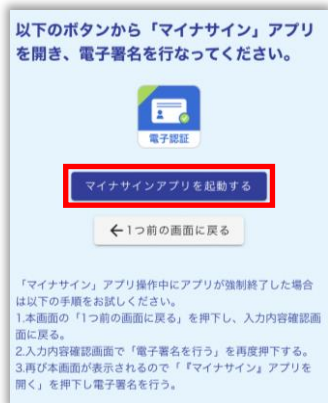 以下のボタンから「マイナサイン」アプリ
を開き、電子署名を行なってください。
電子認証
マイナサインアプリを起動する
←1つ前の画面に戻る
「マイナサイン」アプリ操作中にアプリが強制終了した場合
は以下の手順をお試しください。
1.本画面の「1つ前の画面に戻る」を押下し、入力内容確認画
面に戻る。
2.入力内容確認画面で「電子署名を行う」を再度押下する。
3.再び本画面が表示されるので「『マイナサイン』アプリを
開く」を押下し電子署名を行う。